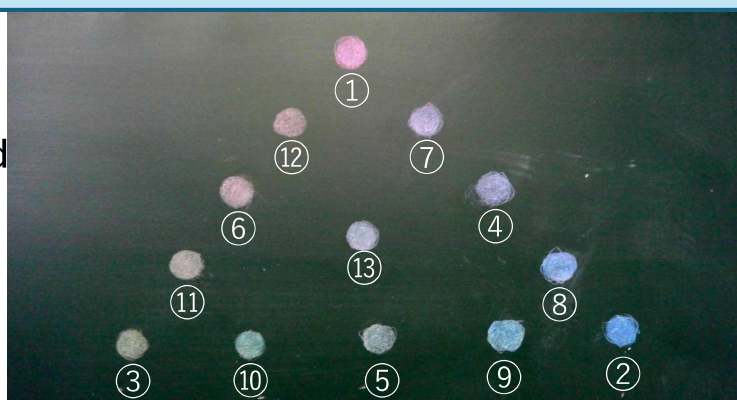 ①
⑫ ⑦
d
⑥ ④
⑬
⑪ ⑧
③ ⑩ ⑤ ⑨ ②